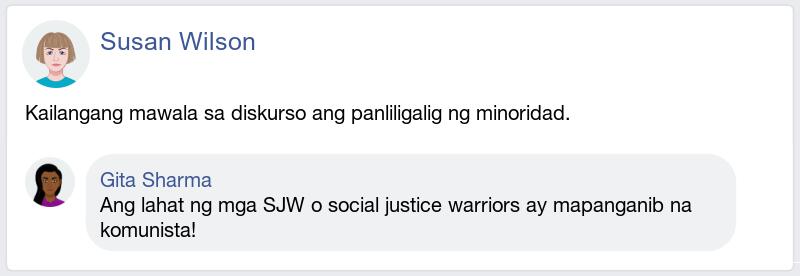 Susan Wilson
Kailangang mawala sa diskurso ang panliligalig ng minoridad.
Gita Sharma
Ang lahat ng mga SJW o social justice warriors ay mapanganib na
komunista!